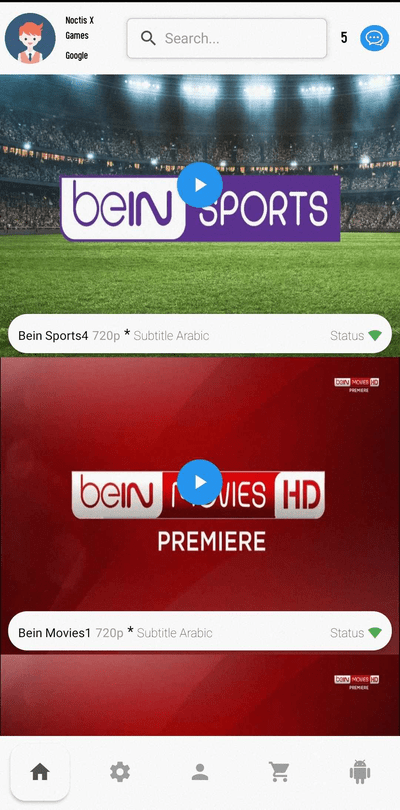 Noctis X
Games
Google
Search...
5
beIN SPORTS
Bein Sports4 720p * Subtitle Arabic
Status
beIN MOVIES HD
PREMIERE
beIN MOVIES HD
PREMIERE
Bein Movies1 720p * Subtitle Arabic
Status
beIN MOVIES HD
PREMIERE